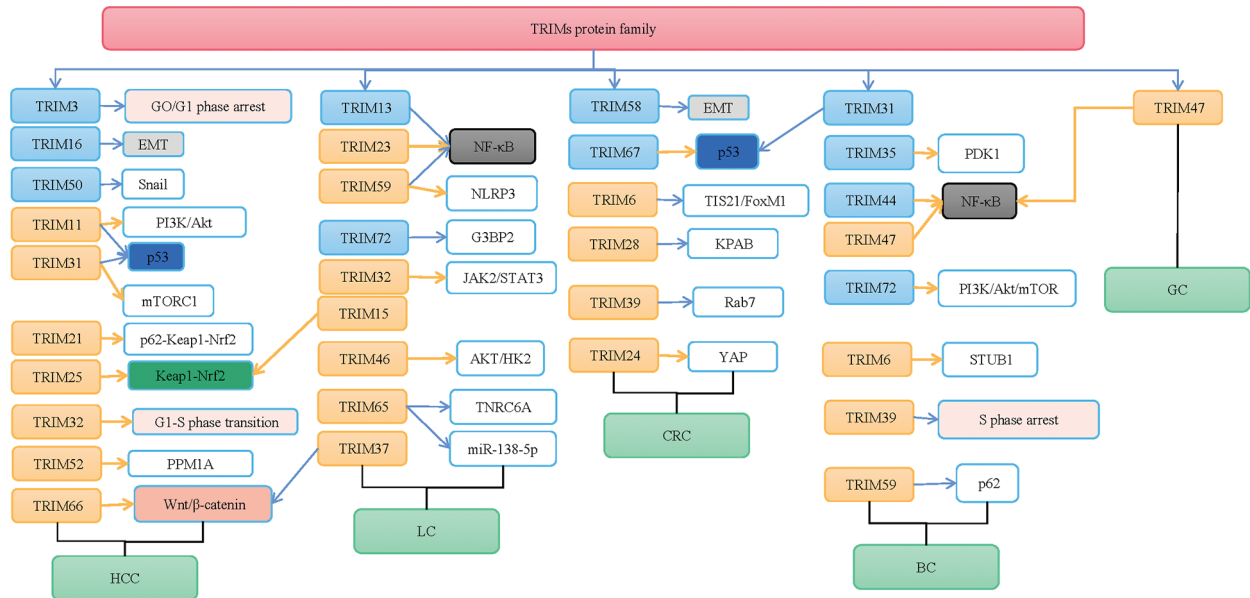 TRIMs protein family
TRIM3
GO/G1 phase arrest
TRIM16
EMT
TRIM50
Snail
TRIM11
PI3K/Akt
p53
TRIM31
mTORC1
TRIM21
p62-Keap1-Nrf2
TRIM25
Keap1-Nrf2
TRIM32
G1-S phase transition
TRIM52
PPM1A
TRIM66
Wnt/β-catenin
HCC
TRIM13
TRIM23
NF-κB
TRIM59
NLRP3
TRIM72
G3BP2
TRIM32
JAK2/STAT3
TRIM15
TRIM46
AKT/HK2
TRIM65
TNRC6A
TRIM37
miR-138-5p
LC
TRIM58
EMT
TRIM67
p53
TRIM6
TIS21/FoxM1
TRIM28
KPAB
TRIM39
Rab7
TRIM24
YAP
CRC
TRIM31
TRIM35
PDK1
TRIM44
NF-κB
TRIM47
TRIM72
PI3K/Akt/mTOR
TRIM6
STUB1
TRIM39
S phase arrest
TRIM59
p62
BC
TRIM47
GC